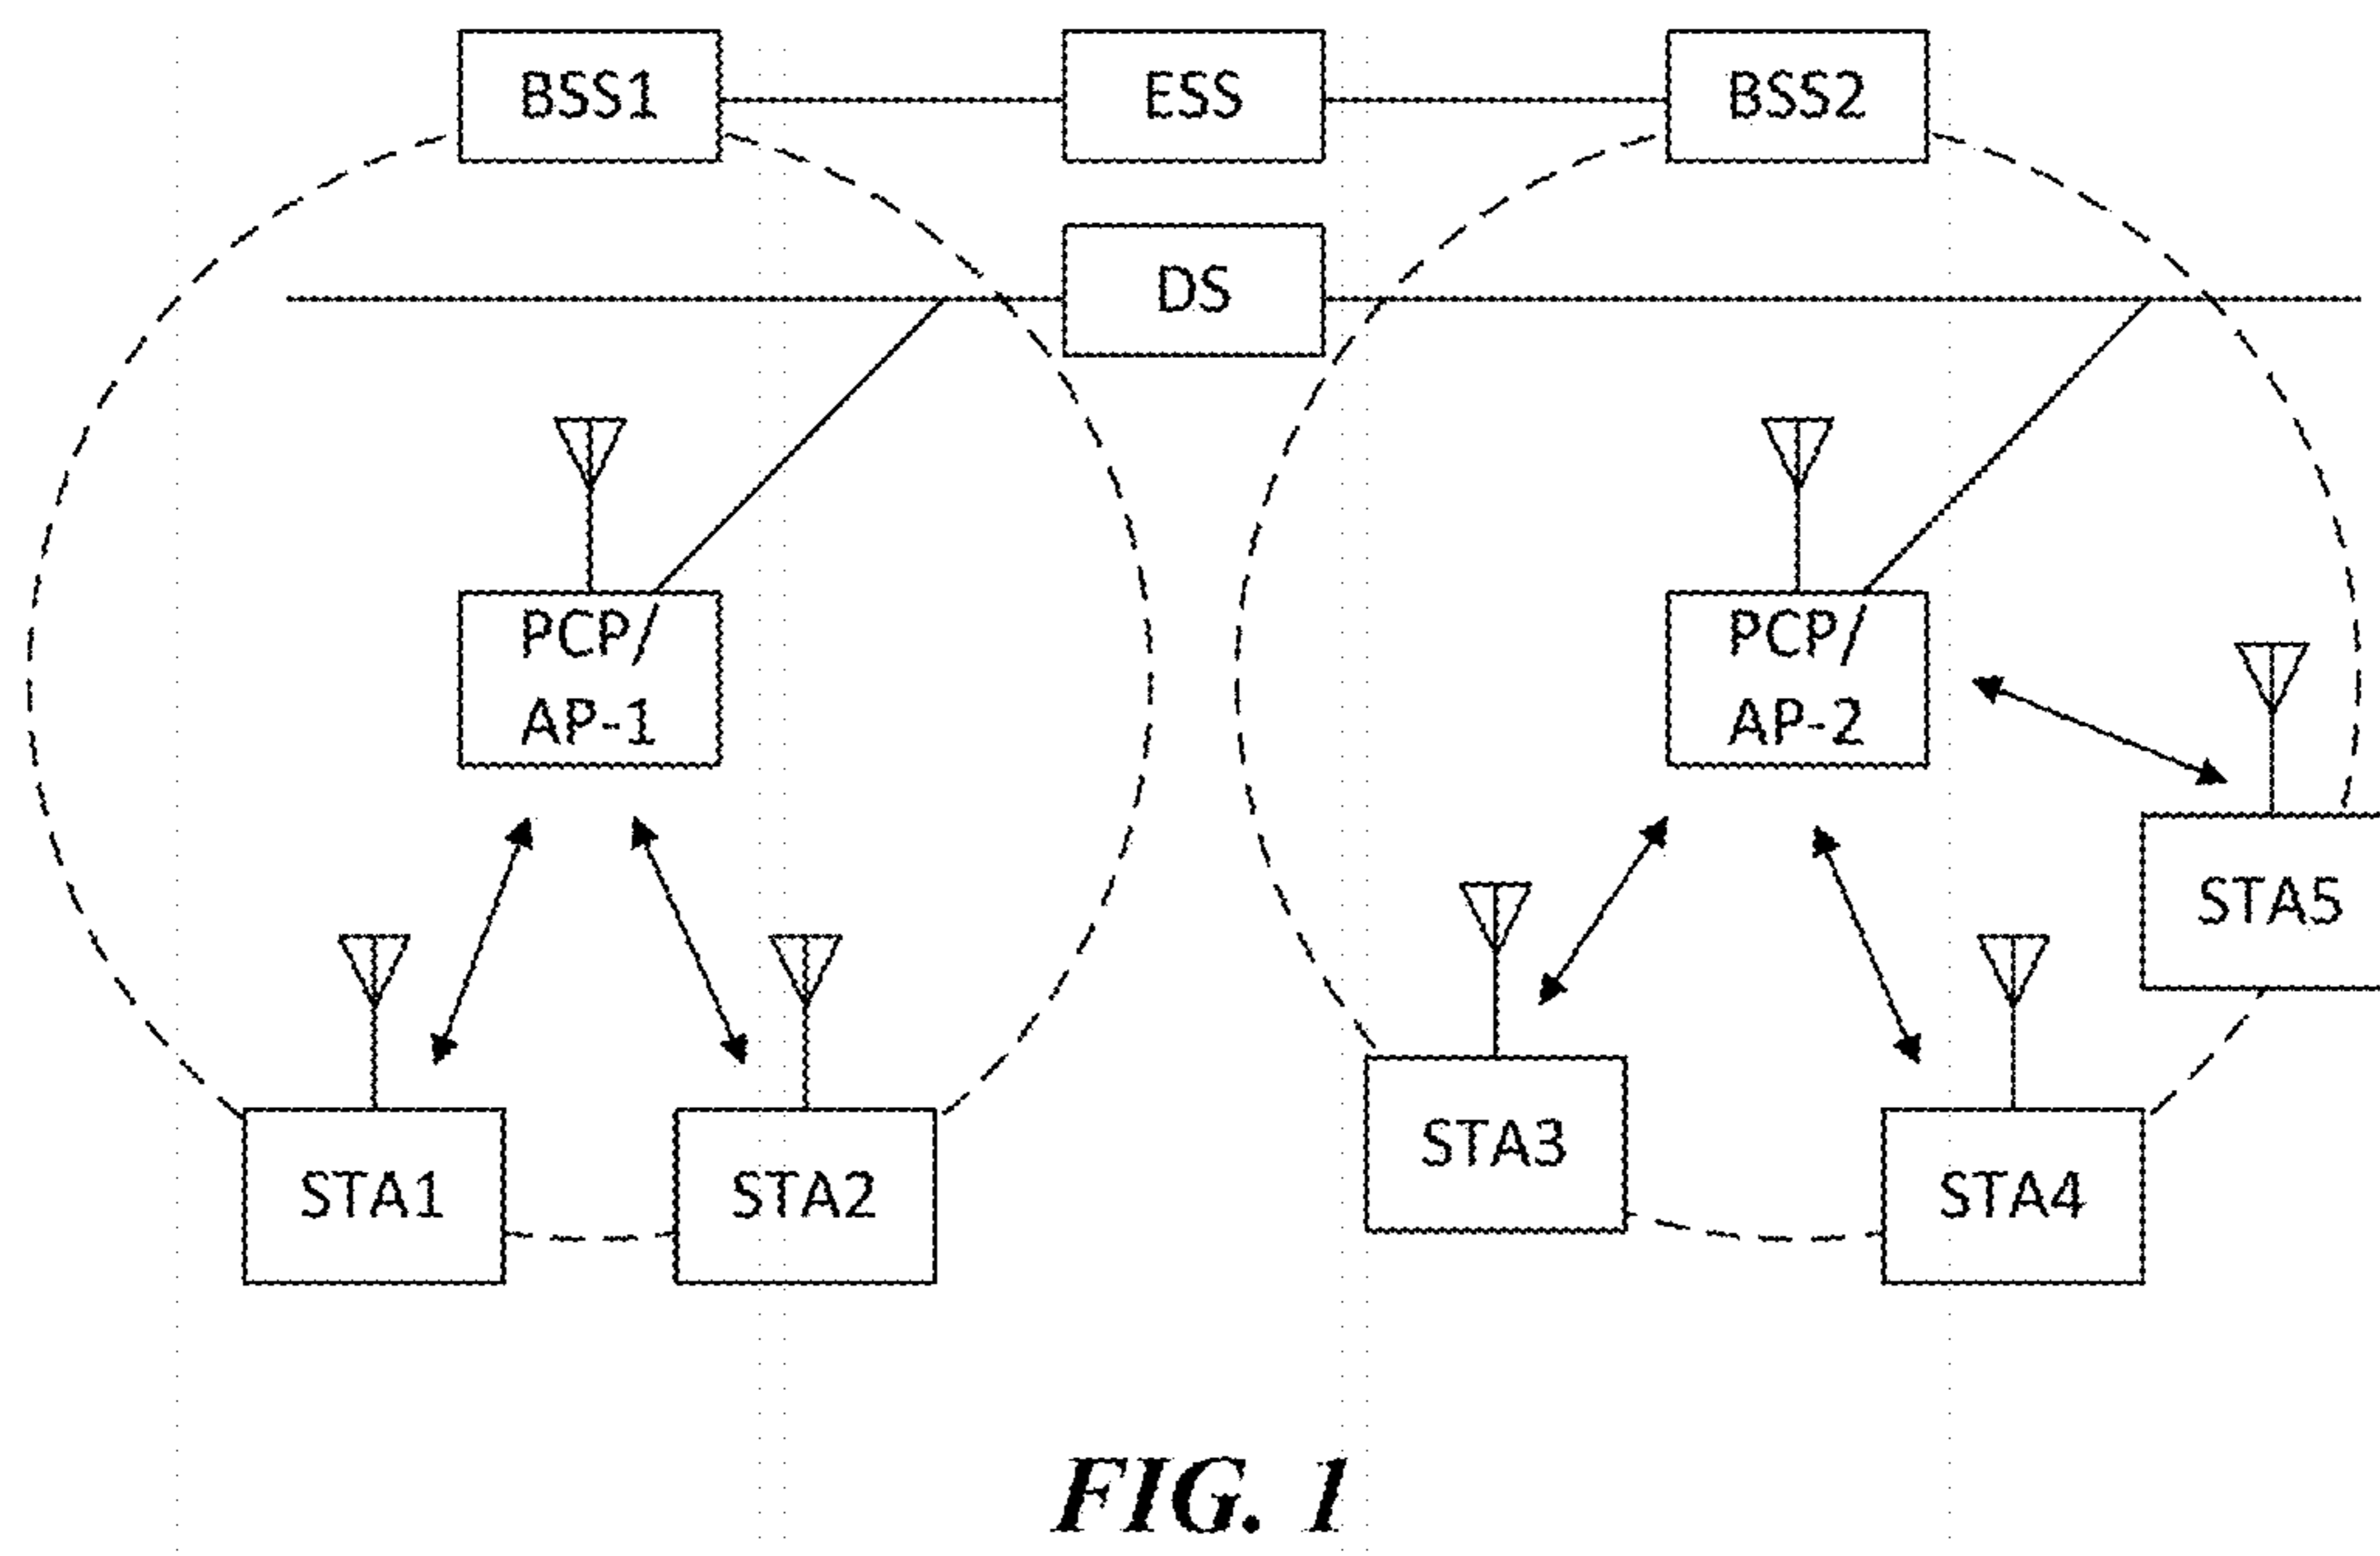 BSS1
ESS
BSS2
DS
PCP/
AP-1
PCP/
AP-2
STA5
STA3
STA1
STA2
STA4
FIG. 1